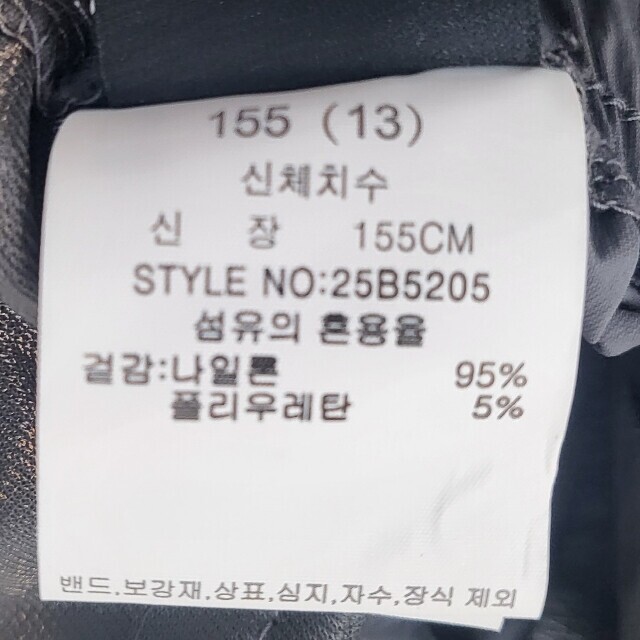 155 (13)
신체치수
신 장 155CM
STYLE NO:25B5205
섬유의 혼용율
겉감:나일론 95%
폴리우레탄 5%
밴드.보강재,상표,심지,자수,장식 제외